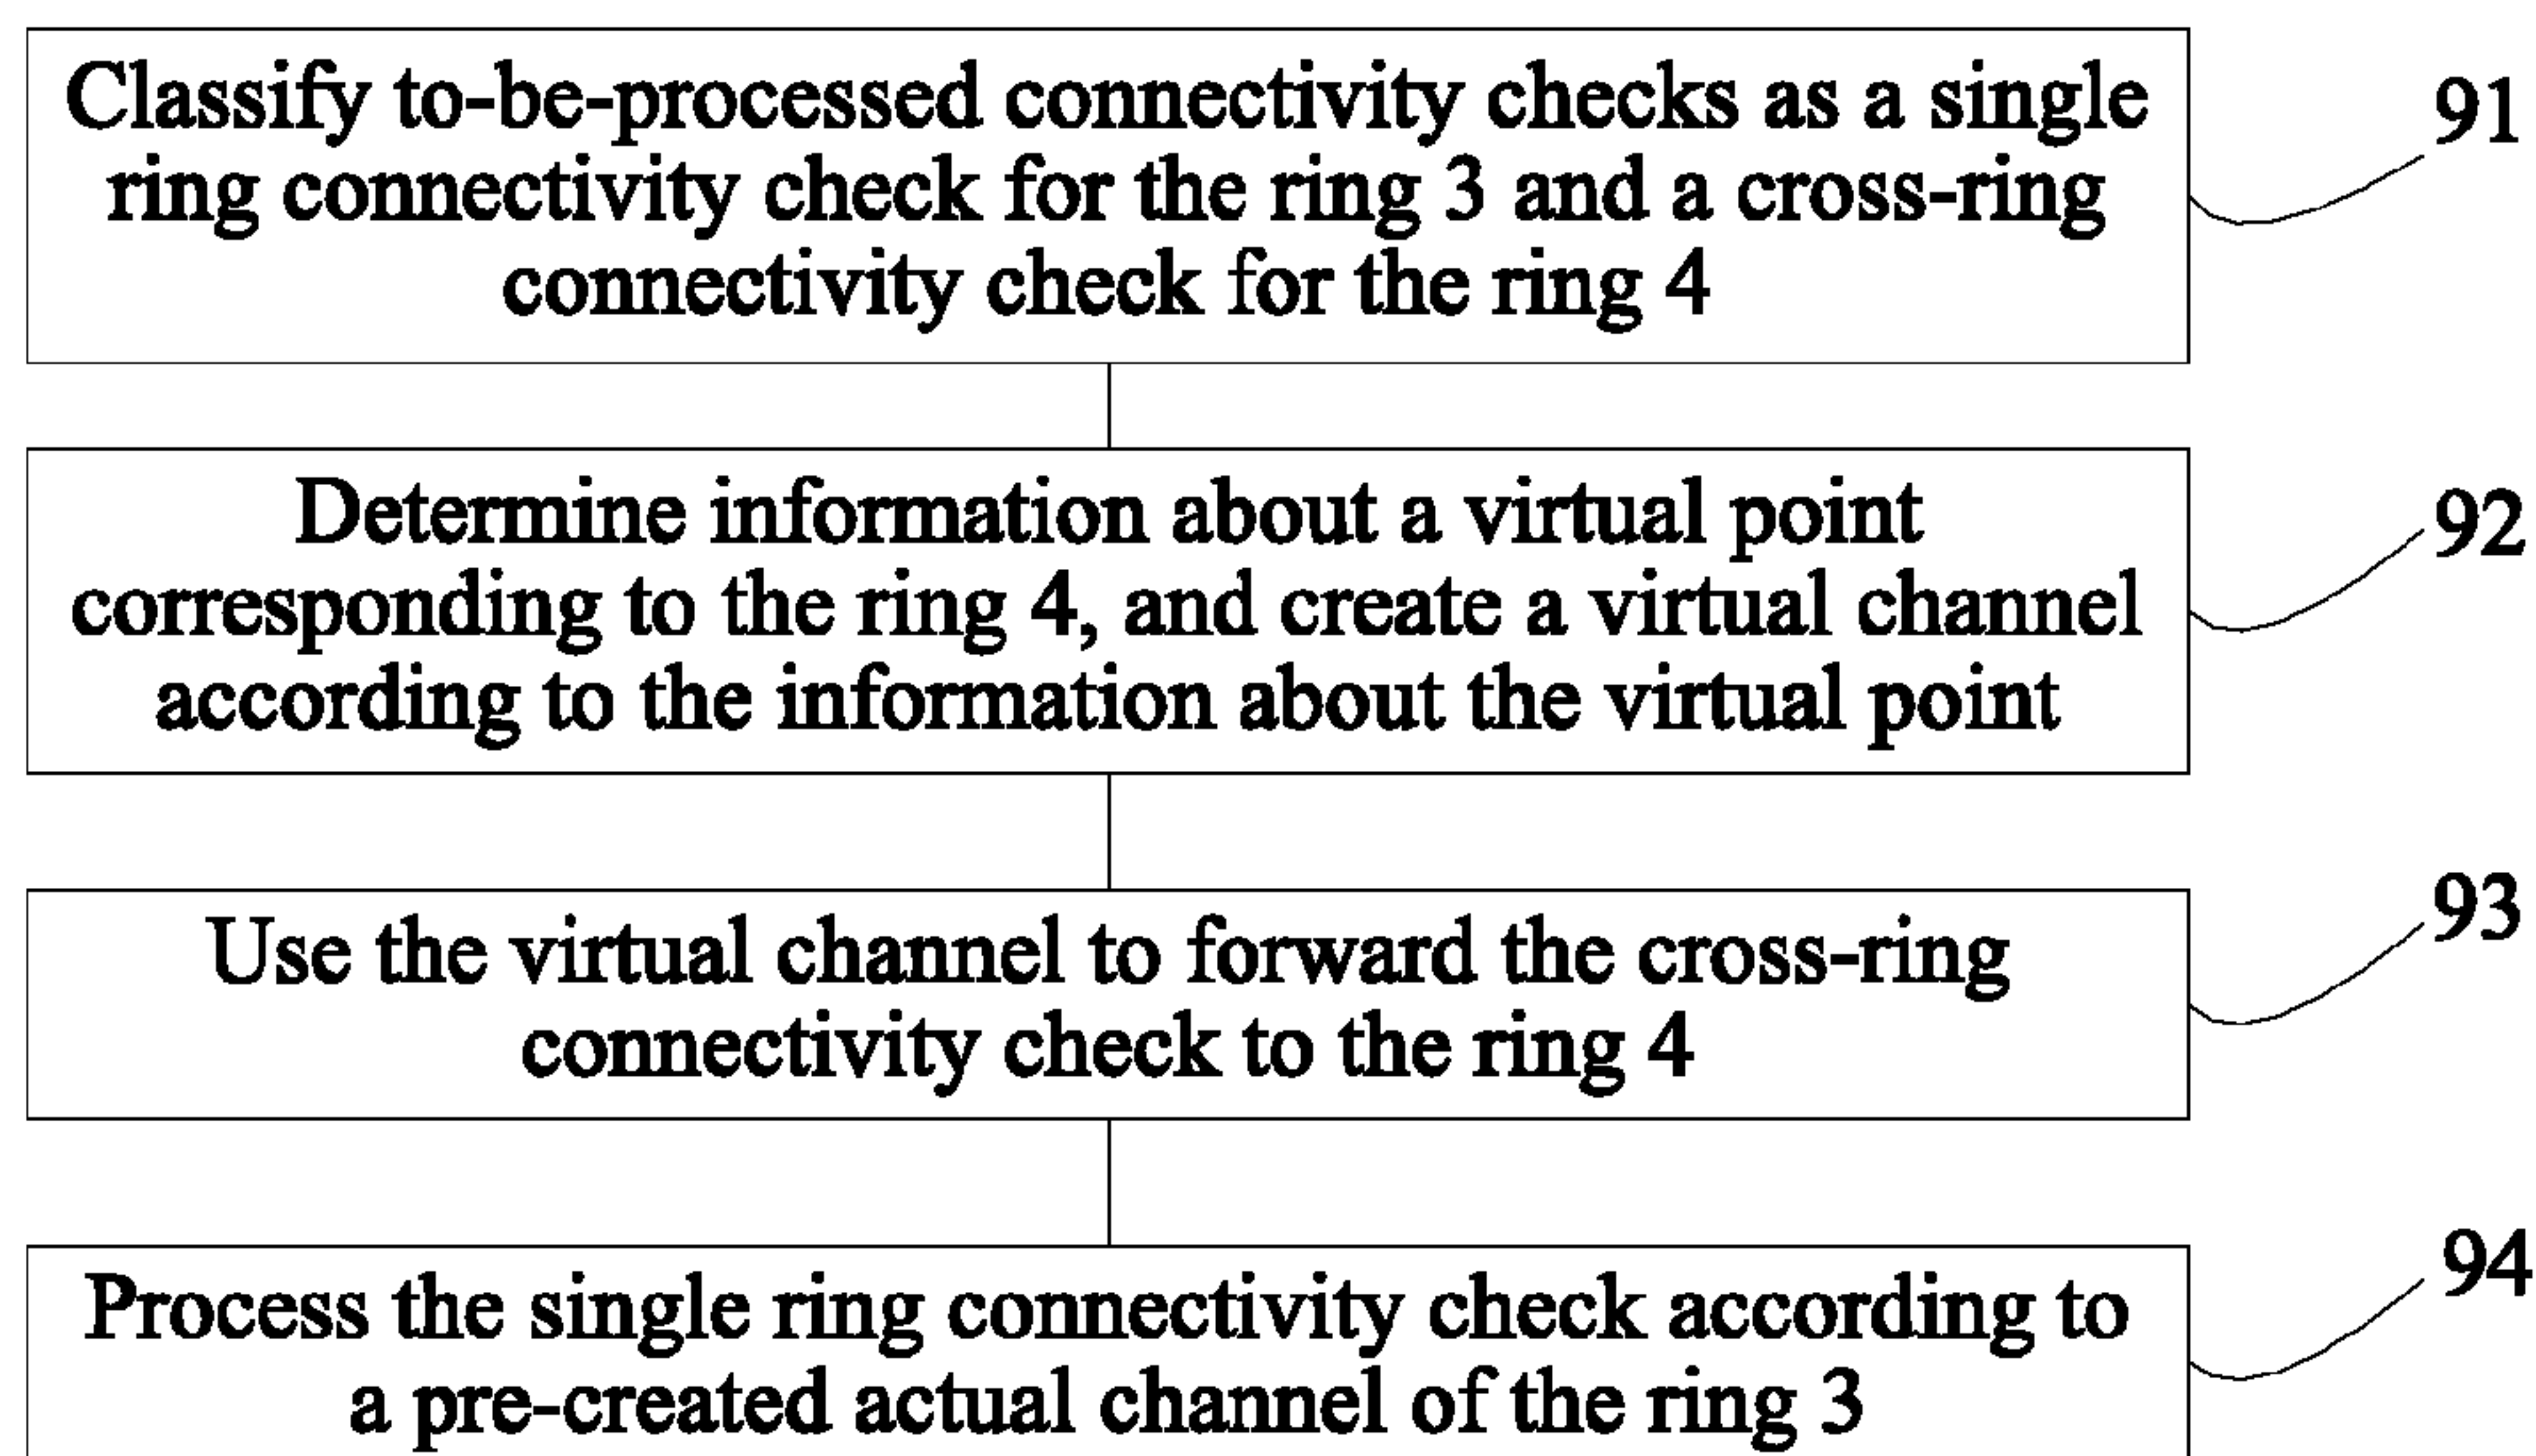 Classify to-be-processed connectivity checks as a single
ring connectivity check for the ring 3 and a cross-ring
connectivity check for the ring 4
91
Determine information about a virtual point
corresponding to the ring 4, and create a virtual channel
according to the information about the virtual point
92
Use the virtual channel to forward the cross-ring
connectivity check to the ring 4
93
Process the single ring connectivity check according to
a pre-created actual channel of the ring 3
94